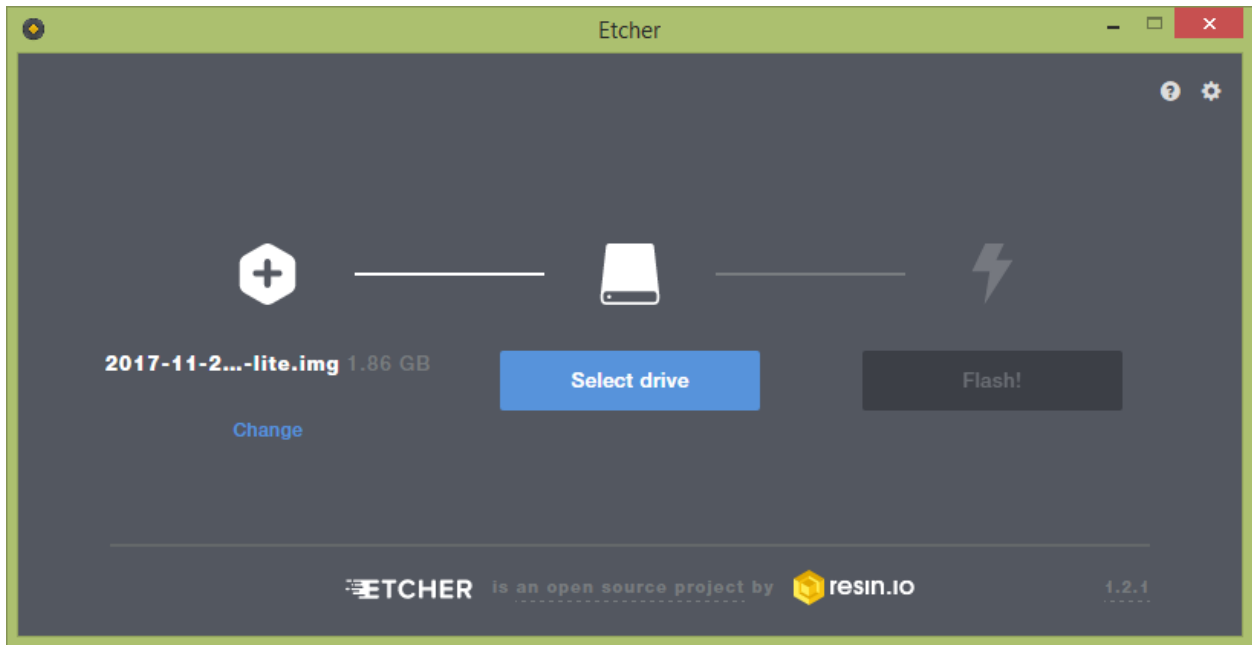 Etcher
2017-11-2...-lite.img 1.86 GB
Select drive
Flash!
Change
ETCHER is an open source project by resin.io 1.2.1